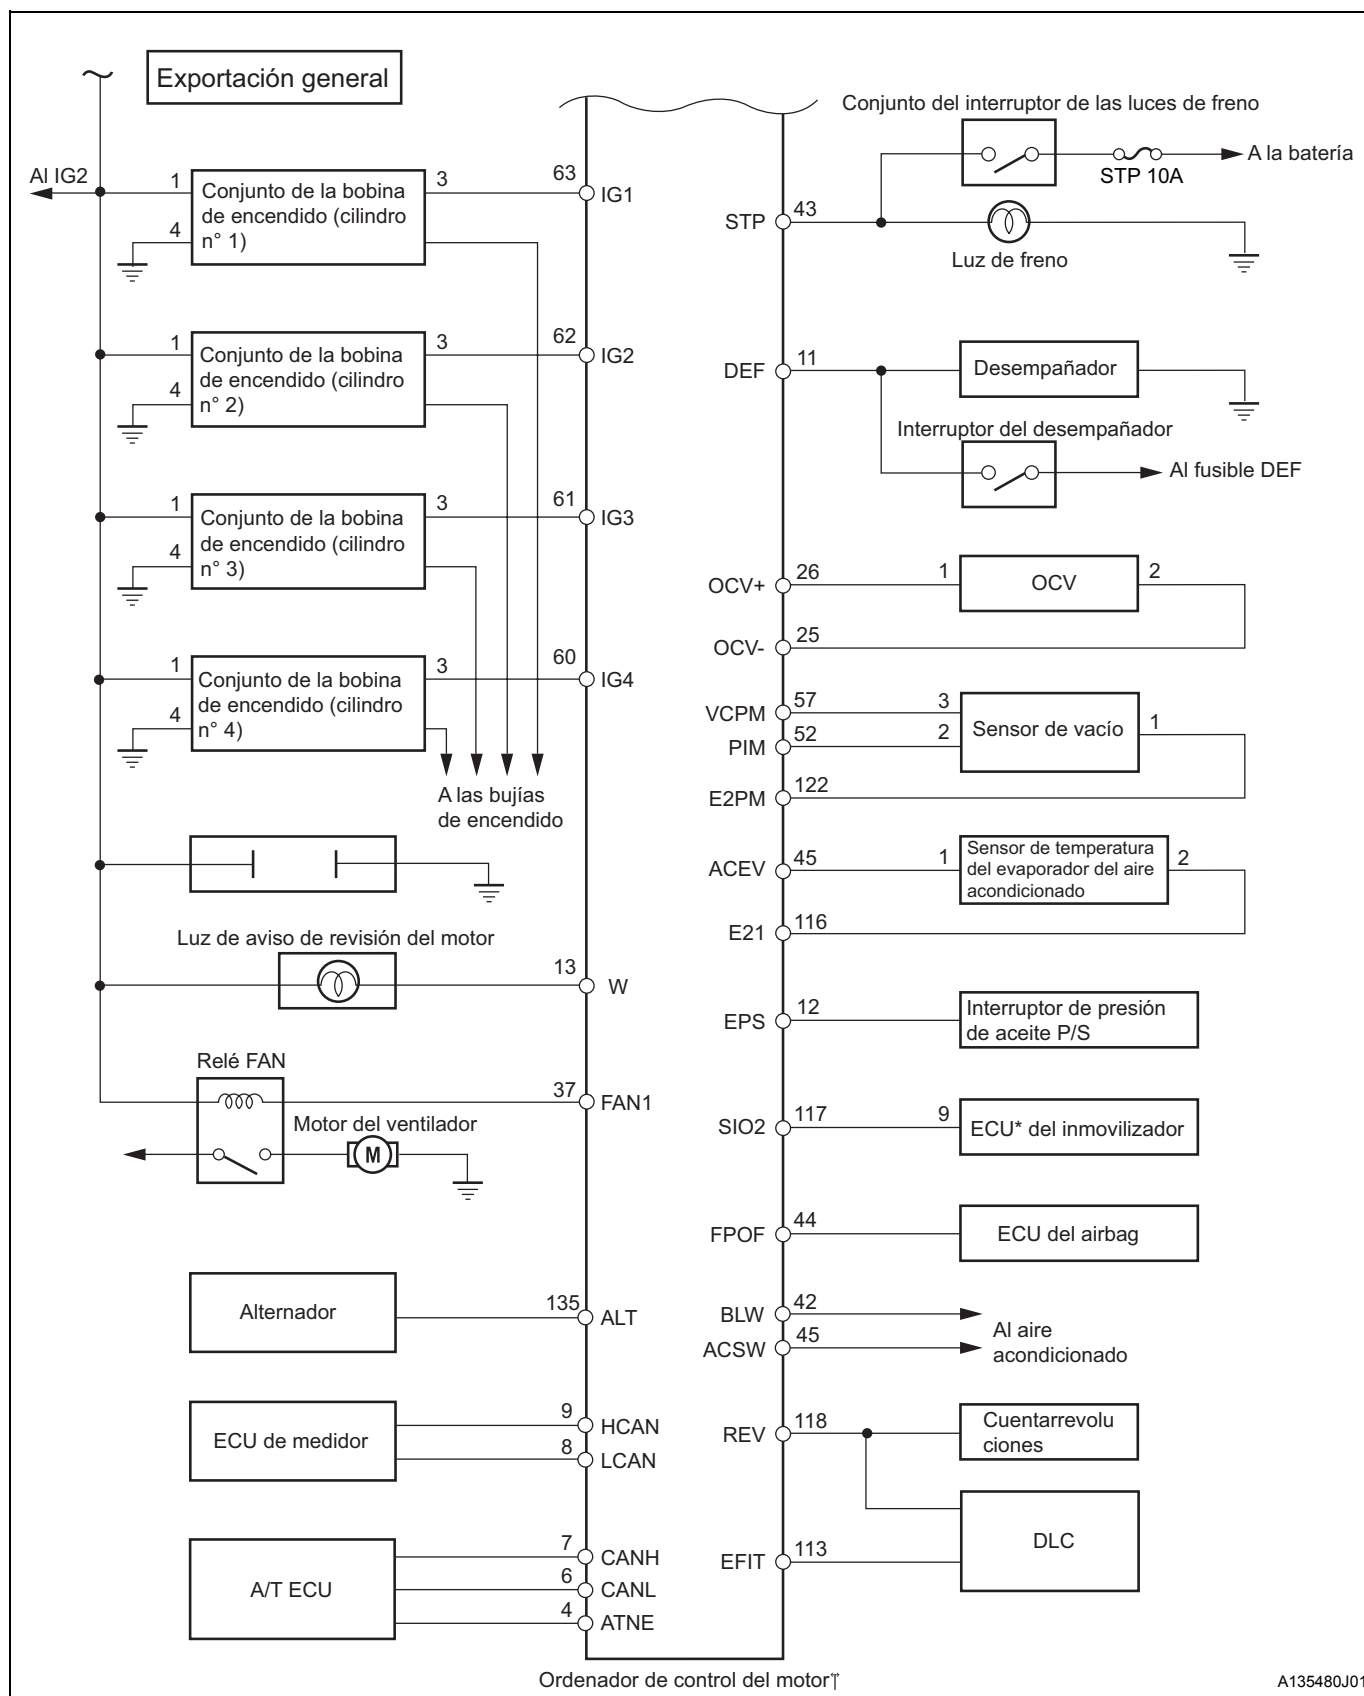 Exportación general
Al IG2
1
Conjunto de la bobina
de encendido (cilindro
n° 1)
3
4
63
IG1
1
Conjunto de la bobina
de encendido (cilindro
n° 2)
3
4
62
IG2
1
Conjunto de la bobina
de encendido (cilindro
n° 3)
3
4
61
IG3
1
Conjunto de la bobina
de encendido (cilindro
n° 4)
3
4
60
IG4
A las bujías
de encendido
Luz de aviso de revisión del motor
13
W
Relé FAN
37
FAN1
Motor del ventilador
M
Alternador
135
ALT
ECU de medidor
9
HCAN
8
LCAN
A/T ECU
7
CANH
6
CANL
4
ATNE
Conjunto del interruptor de las luces de freno
A la batería
STP 10A
STP
43
Luz de freno
DEF
11
Desempañador
Interruptor del desempañador
Al fusible DEF
OCV+
26
1
OCV
2
OCV-
25
VCPM
57
3
Sensor de vacío
1
PIM
52
2
E2PM
122
ACEV
45
1
Sensor de temperatura
del evaporador del aire
acondicionado
2
E21
116
EPS
12
Interruptor de presión
de aceite P/S
SIO2
117
9
ECU* del inmovilizador
FPOF
44
ECU del airbag
BLW
42
ACSW
45
Al aire
acondicionado
REV
118
Cuentarrevolu
ciones
DLC
EFIT
113
Ordenador de control del motor
A135480J01